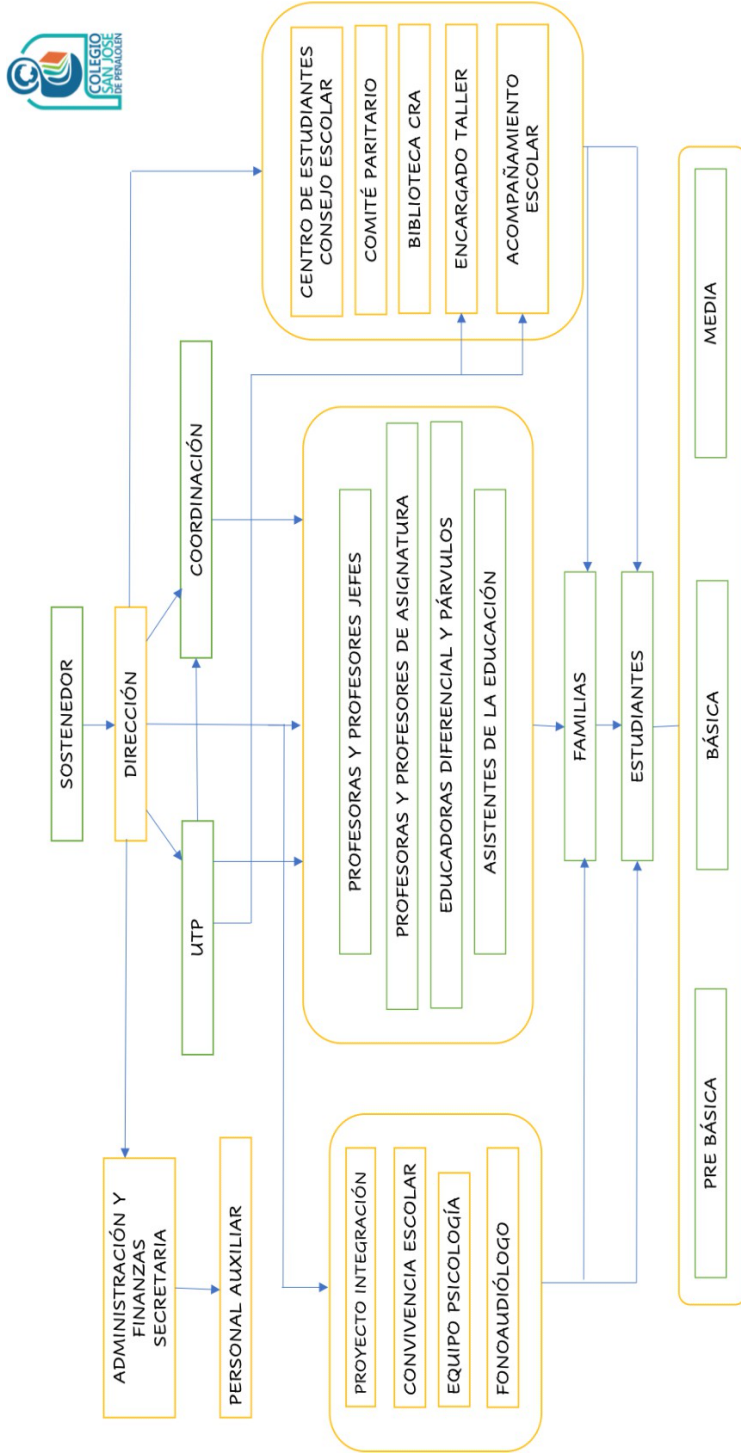 COLEGIO
SAN JOSE
DE PEÑALOLEN
SOSTENEDOR
DIRECCIÓN
ADMINISTRACIÓN Y
FINANZAS
SECRETARIA
PERSONAL AUXILIAR
UTP
COORDINACIÓN
CENTRO DE ESTUDIANTES
CONSEJO ESCOLAR
COMITÉ PARITARIO
BIBLIOTECA CRA
ENCARGADO TALLER
ACOMPAÑAMIENTO
ESCOLAR
PROYECTO INTEGRACIÓN
CONVIVENCIA ESCOLAR
EQUIPO PSICOLOGÍA
FONOAUDIÓLOGO
PROFESORAS Y PROFESORES JEFES
PROFESORAS Y PROFESORES DE ASIGNATURA
EDUCADORAS DIFERENCIAL Y PÁRVULOS
ASISTENTES DE LA EDUCACIÓN
FAMILIAS
ESTUDIANTES
PRE BÁSICA
BÁSICA
MEDIA